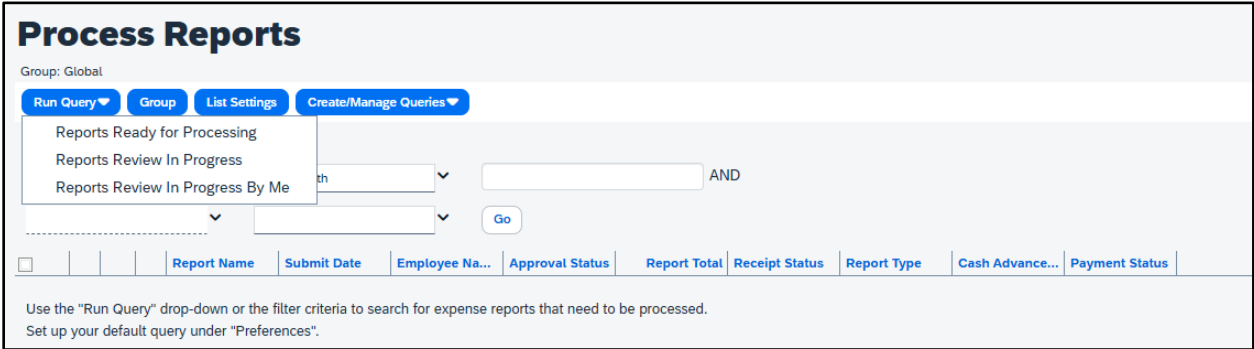 Process Reports
Group: Global
Run Query Group List Settings Create/Manage Queries
Reports Ready for Processing
Reports Review In Progress
Reports Review In Progress By Me
th AND
Go
Report Name Submit Date Employee Na... Approval Status Report Total Receipt Status Report Type Cash Advance... Payment Status
Use the "Run Query" drop-down or the filter criteria to search for expense reports that need to be processed.
Set up your default query under "Preferences".